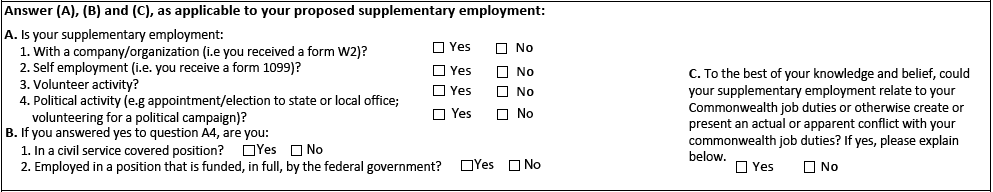 Answer (A), (B) and (C), as applicable to your proposed supplementary employment:
A. Is your supplementary employment:
1. With a company/organization (i.e you received a form W2)? ☐ Yes ☐ No
2. Self employment (i.e. you receive a form 1099)? ☐ Yes ☐ No
3. Volunteer activity? ☐ Yes ☐ No
4. Political activity (e.g appointment/election to state or local office;
volunteering for a political campaign)? ☐ Yes ☐ No
B. If you answered yes to question A4, are you:
1. In a civil service covered position? ☐Yes ☐ No
2. Employed in a position that is funded, in full, by the federal government? ☐Yes ☐ No
C. To the best of your knowledge and belief, could
your supplementary employment relate to your
Commonwealth job duties or otherwise create or
present an actual or apparent conflict with your
commonwealth job duties? If yes, please explain
below. ☐ Yes ☐ No